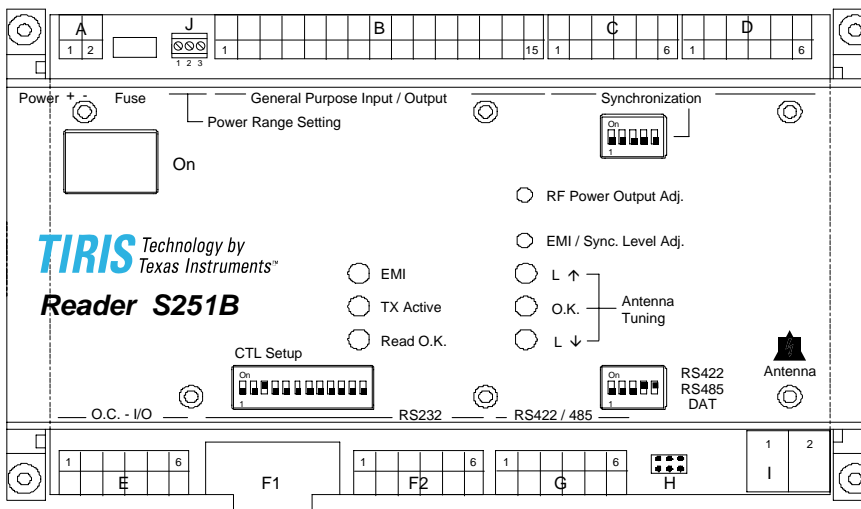 A J B C D
1 2 1 15 1 6 1 6
1 2 3
Power + - Fuse General Purpose Input / Output Synchronization
Power Range Setting
On
1
On
RF Power Output Adj.
EMI / Sync. Level Adj.
TIRIS Technology by
Texas Instruments™
Reader S251B
EMI L ↑
TX Active O.K. Antenna
Tuning
Read O.K. L ↓
CTL Setup
On
1
On
1
RS422
RS485
DAT
Antenna
O.C. - I/O RS232 RS422 / 485
1 6 1 6 1 6 1 2
E F1 F2 G H I